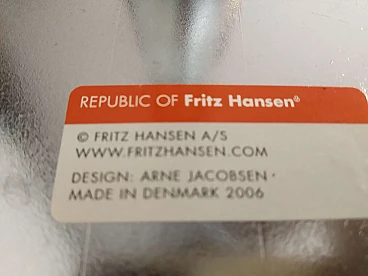 REPUBLIC OF Fritz Hansen®
© FRITZ HANSEN A/S
WWW.FRITZHANSEN.COM
DESIGN: ARNE JACOBSEN ·
MADE IN DENMARK 2006